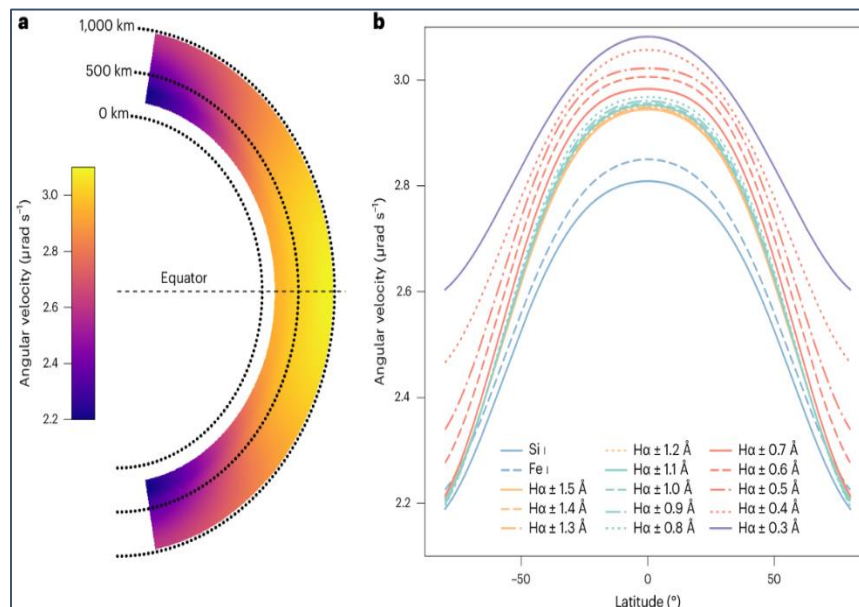 a
1,000 km
500 km
0 km
Angular velocity (µrad s⁻¹)
3.0
2.8
2.6
2.4
2.2
Equator
b
Angular velocity (µrad s⁻¹)
3.0
2.8
2.6
2.4
2.2
Si I
Fe I
Hα ± 1.5 Å
Hα ± 1.4 Å
Hα ± 1.3 Å
Hα ± 1.2 Å
Hα ± 1.1 Å
Hα ± 1.0 Å
Hα ± 0.9 Å
Hα ± 0.8 Å
Hα ± 0.7 Å
Hα ± 0.6 Å
Hα ± 0.5 Å
Hα ± 0.4 Å
Hα ± 0.3 Å
−50
0
50
Latitude (°)